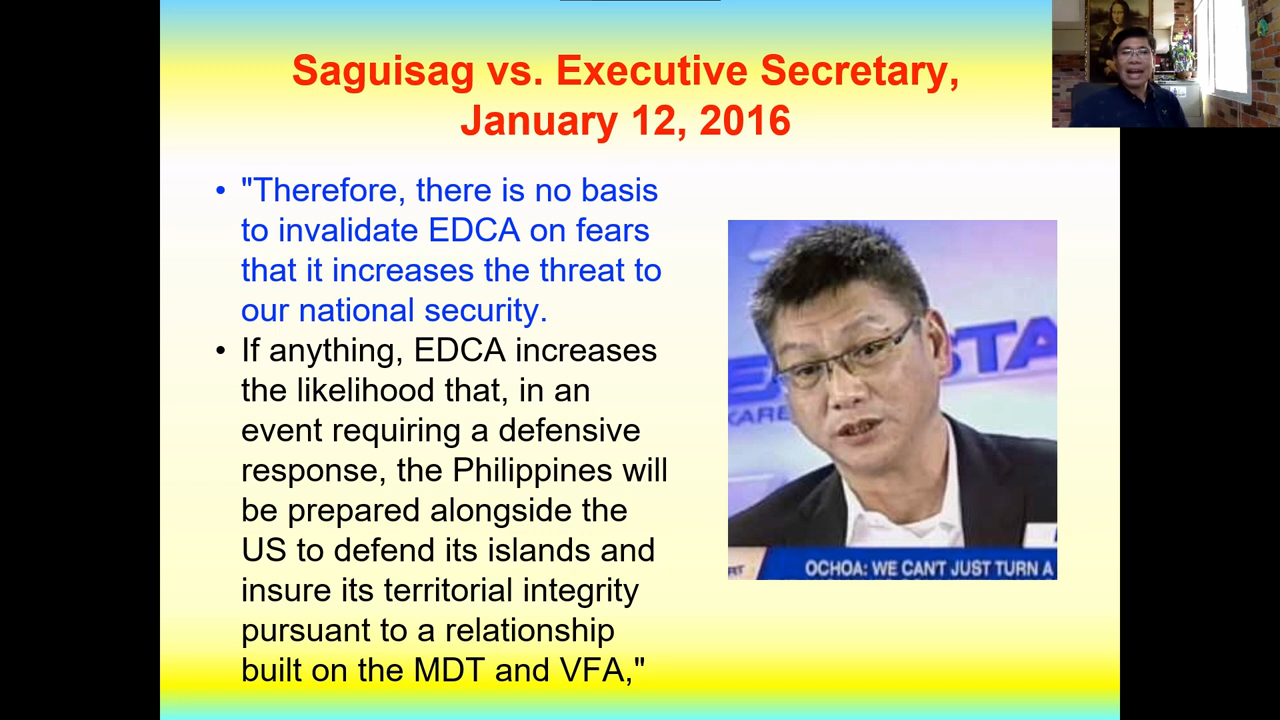 Saguisag vs. Executive Secretary,
January 12, 2016
• "Therefore, there is no basis
to invalidate EDCA on fears
that it increases the threat to
our national security.
• If anything, EDCA increases
the likelihood that, in an
event requiring a defensive
response, the Philippines will
be prepared alongside the
US to defend its islands and
insure its territorial integrity
pursuant to a relationship
built on the MDT and VFA,"
STA
KARE
OCHOA: WE CAN'T JUST TURN A